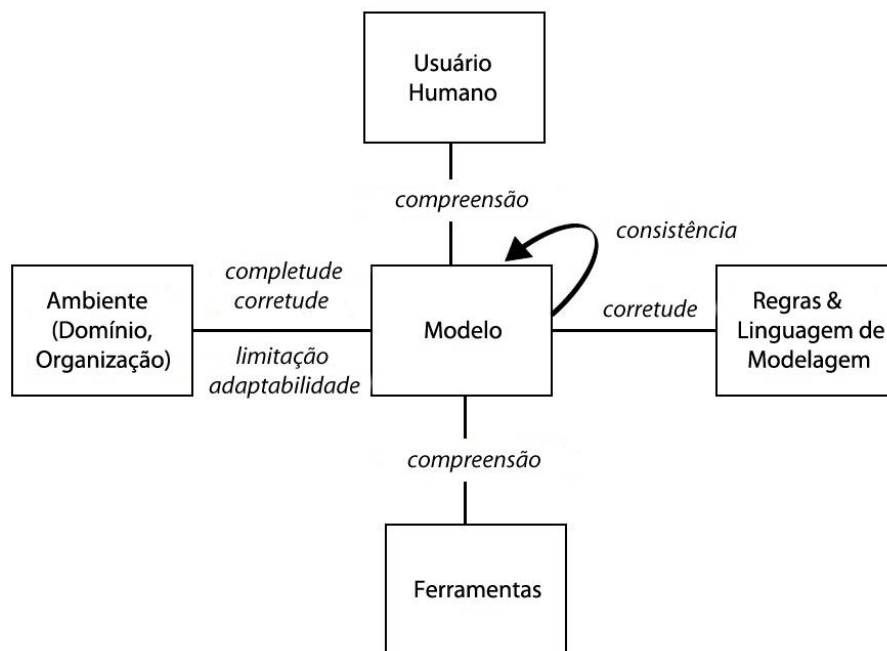 Usuário
Humano
compreensão
consistência
completude
corretude
Ambiente
(Domínio,
Organização)
limitação
adaptabilidade
Modelo
corretude
Regras &
Linguagem de
Modelagem
compreensão
Ferramentas